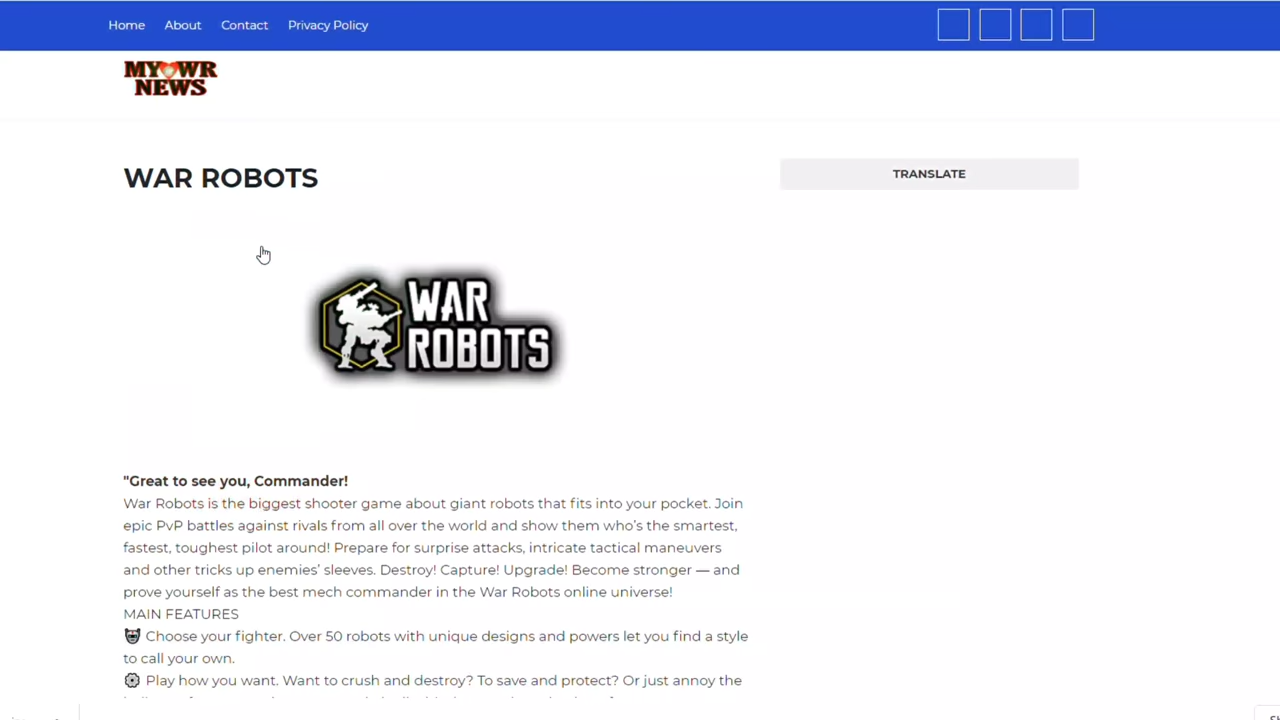 Home About Contact Privacy Policy
MY WR
NEWS
WAR ROBOTS
TRANSLATE
WAR
ROBOTS
"Great to see you, Commander!
War Robots is the biggest shooter game about giant robots that fits into your pocket. Join
epic PvP battles against rivals from all over the world and show them who’s the smartest,
fastest, toughest pilot around! Prepare for surprise attacks, intricate tactical maneuvers
and other tricks up enemies’ sleeves. Destroy! Capture! Upgrade! Become stronger — and
prove yourself as the best mech commander in the War Robots online universe!
MAIN FEATURES
Choose your fighter. Over 50 robots with unique designs and powers let you find a style
to call your own.
Play how you want. Want to crush and destroy? To save and protect? Or just annoy the